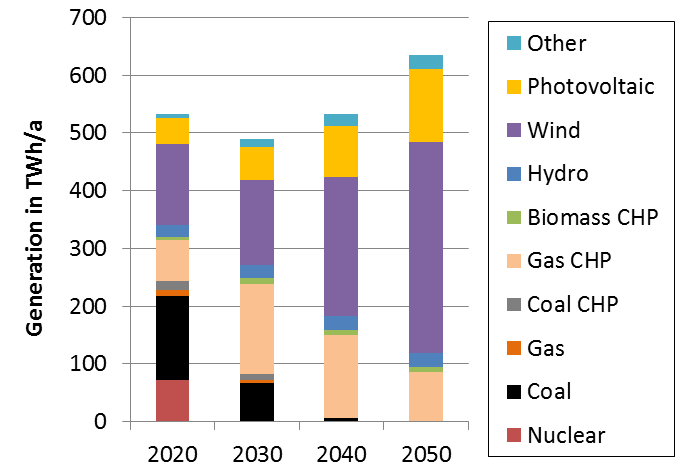 Generation in TWh/a
700
600
500
400
300
200
100
0
2020 2030 2040 2050
Other
Photovoltaic
Wind
Hydro
Biomass CHP
Gas CHP
Coal CHP
Gas
Coal
Nuclear